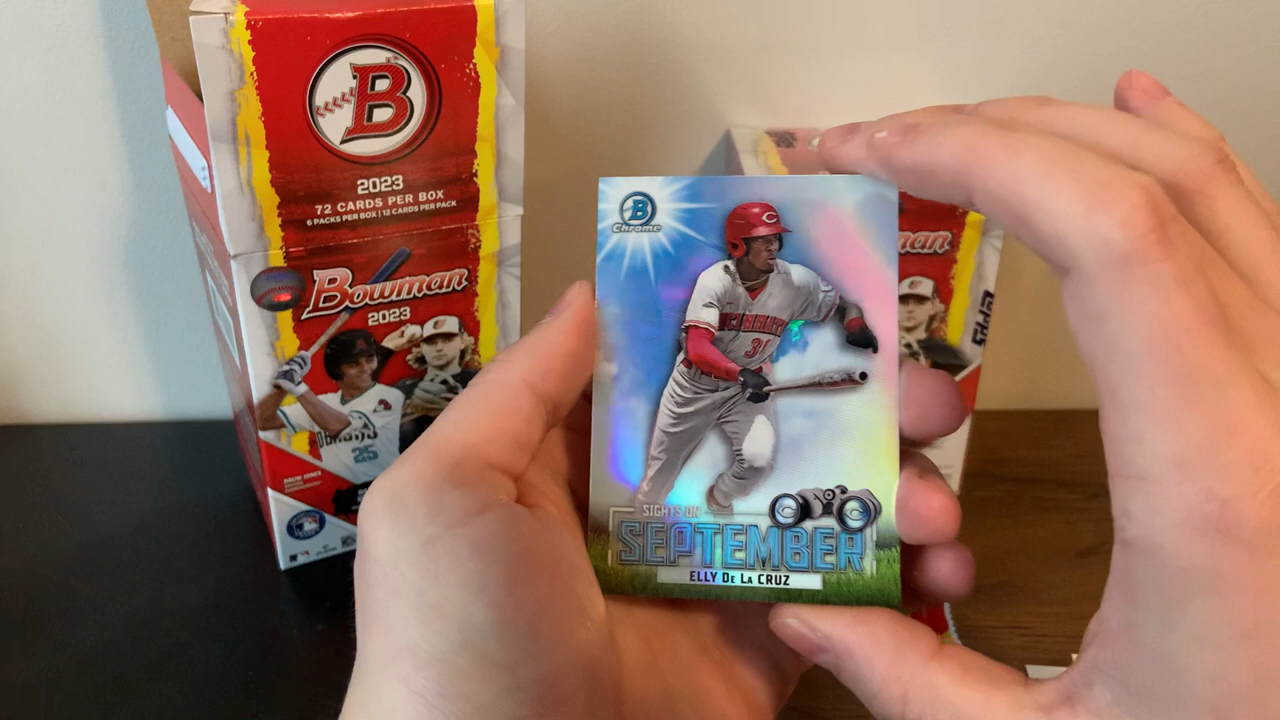 B
2023
72 CARDS PER BOX
6 PACKS PER BOX | 12 CARDS PER PACK
Bowman
2023
25
B
Chrome
C
CINCINNATI
31
SIGHTS ON
SEPTEMBER
ELLY De La CRUZ
C C